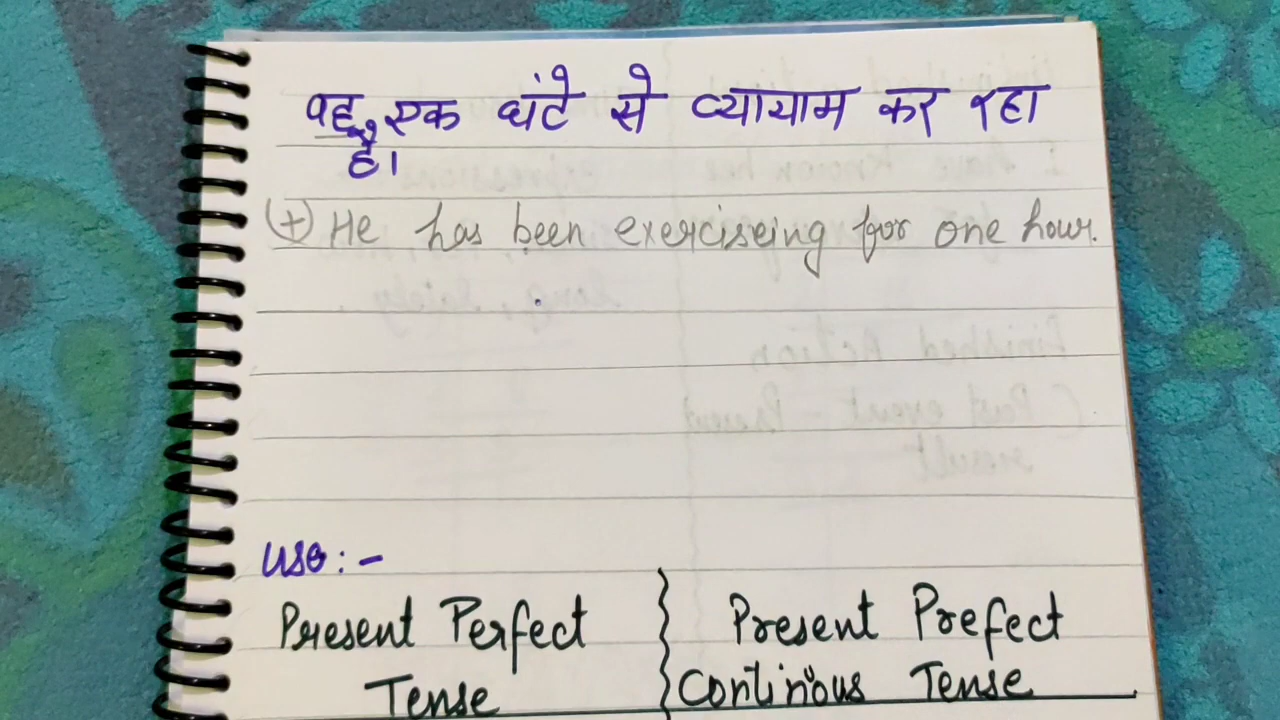 वह एक घंटे से व्यायाम कर रहा
है।
(+) He has been exerciseing for one hour.
use :-
Present Perfect Present Prefect
Tense Continous Tense